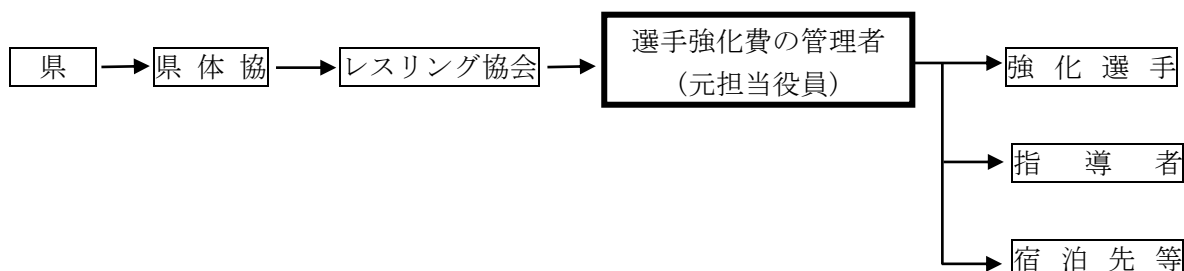 県
県体協
レスリング協会
選手強化費の管理者
（元担当役員）
強化選手
指導者
宿泊先等